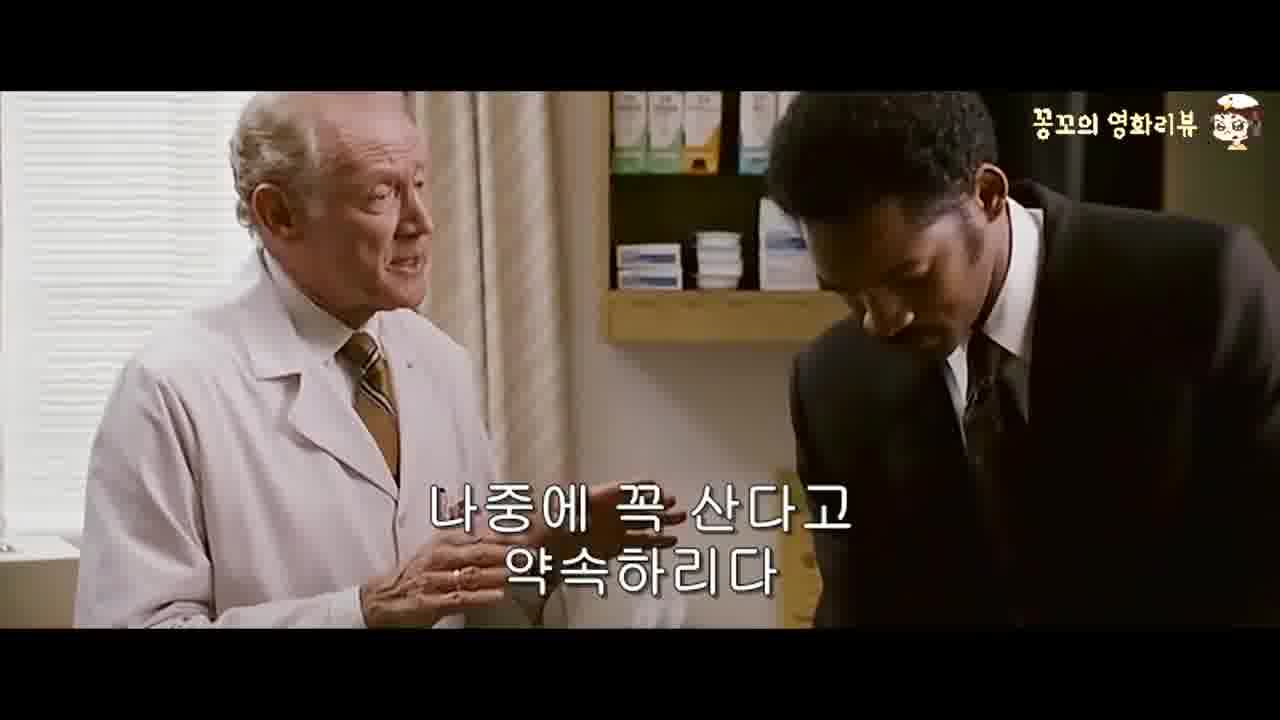 꽁꼬의 영화리뷰
나중에 꼭 산다고
약속하리다